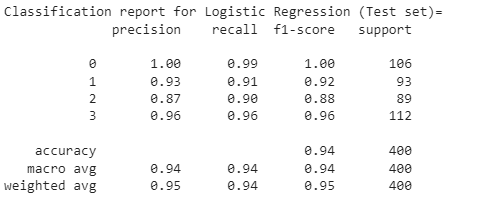 Classification report for Logistic Regression (Test set)=
precision recall f1-score support
0 1.00 0.99 1.00 106
1 0.93 0.91 0.92 93
2 0.87 0.90 0.88 89
3 0.96 0.96 0.96 112
accuracy 0.94 400
macro avg 0.94 0.94 0.94 400
weighted avg 0.95 0.94 0.95 400